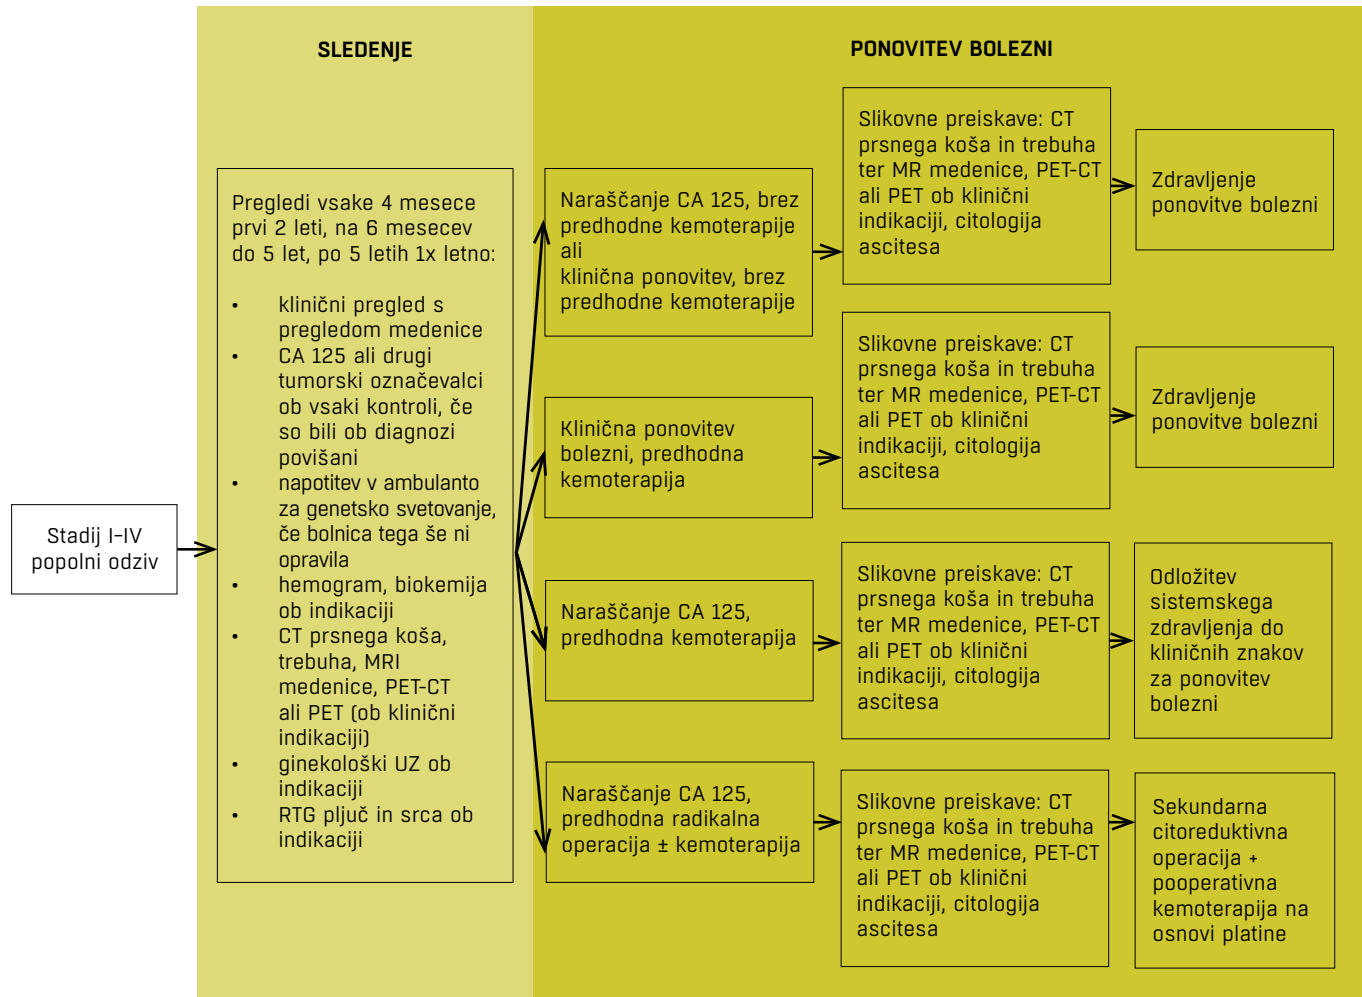 SLEDENJE
PONOVITEV BOLEZNI
Stadij I-IV
popolni odziv
Pregledi vsake 4 mesece
prvi 2 leti, na 6 mesecev
do 5 let, po 5 letih 1x letno:
• klinični pregled s
pregledom medenice
• CA 125 ali drugi
tumorski označevalci
ob vsaki kontroli, če
so bili ob diagnozi
povišani
• napotitev v ambulanto
za genetsko svetovanje,
če bolnica tega še ni
opravila
• hemogram, biokemija
ob indikaciji
• CT prsnega koša,
trebuha, MRI
medenice, PET-CT
ali PET (ob klinični
indikaciji)
• ginekološki UZ ob
indikaciji
• RTG pljuč in srca ob
indikaciji
Naraščanje CA 125, brez
predhodne kemoterapije
ali
klinična ponovitev, brez
predhodne kemoterapije
Slikovne preiskave: CT
prsnega koša in trebuha
ter MR medenice, PET-CT
ali PET ob klinični
indikaciji, citologija
ascitesa
Zdravljenje
ponovitve bolezni
Klinična ponovitev
bolezni, predhodna
kemoterapija
Slikovne preiskave: CT
prsnega koša in trebuha
ter MR medenice, PET-CT
ali PET ob klinični
indikaciji, citologija
ascitesa
Zdravljenje
ponovitve bolezni
Naraščanje CA 125,
predhodna kemoterapija
Slikovne preiskave: CT
prsnega koša in trebuha
ter MR medenice, PET-CT
ali PET ob klinični
indikaciji, citologija
ascitesa
Odložitev
sistemskega
zdravljenja do
kliničnih znakov
za ponovitev
bolezni
Naraščanje CA 125,
predhodna radikalna
operacija ± kemoterapija
Slikovne preiskave: CT
prsnega koša in trebuha
ter MR medenice, PET-CT
ali PET ob klinični
indikaciji, citologija
ascitesa
Sekundarna
citoreduktivna
operacija +
pooperativna
kemoterapija na
osnovi platine